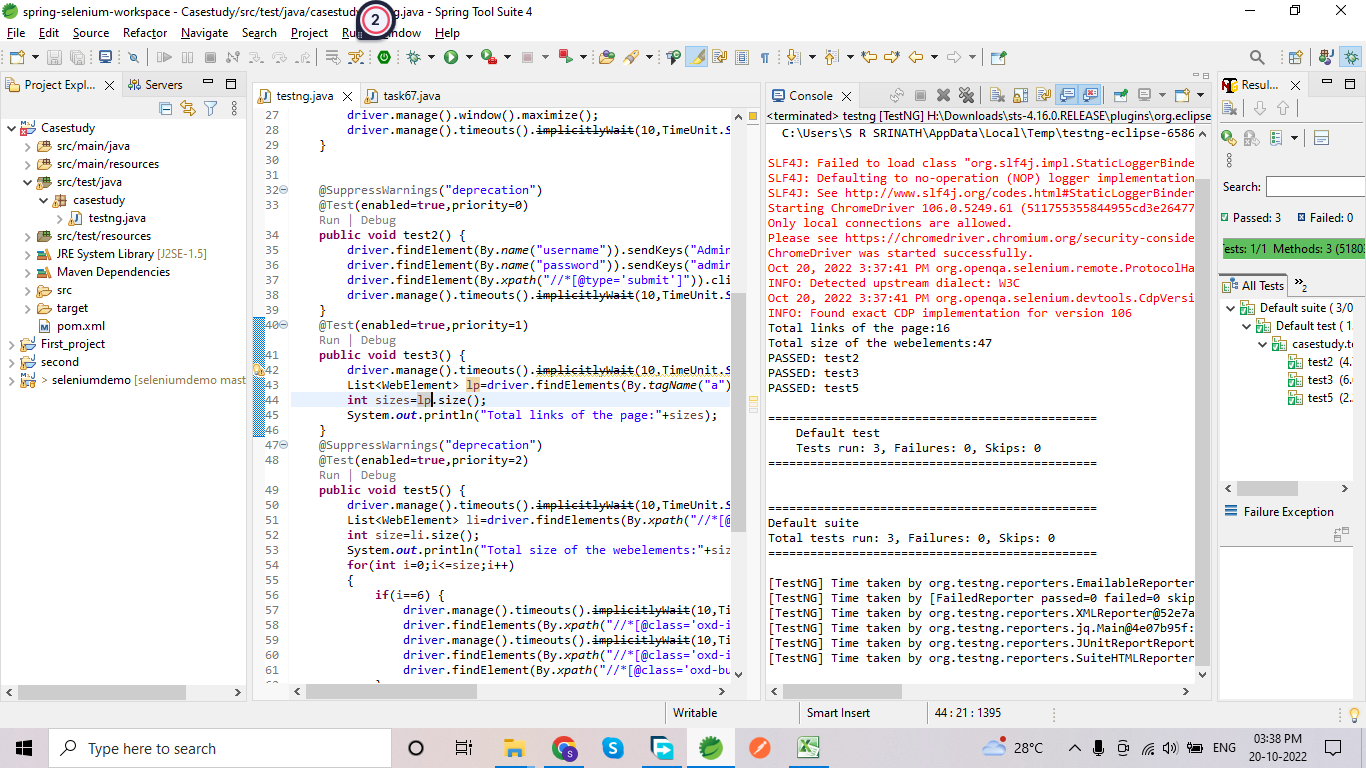 spring-selenium-workspace - Casestudy/src/test/java/casestudy/testng.java - Spring Tool Suite 4
2
File Edit Source Refactor Navigate Search Project Run Window Help
Project Expl...
Servers
Casestudy
src/main/java
src/main/resources
src/test/java
casestudy
testng.java
src/test/resources
JRE System Library [J2SE-1.5]
Maven Dependencies
src
target
pom.xml
First_project
second
> seleniumdemo [seleniumdemo mast
testng.java
task67.java
27 driver.manage().window().maximize();
28 driver.manage().timeouts().implicitlyWait(10,TimeUnit.S
29 }
30
31
32 @SuppressWarnings("deprecation")
33 @Test(enabled=true,priority=0)
Run | Debug
34 public void test2() {
35 driver.findElement(By.name("username")).sendKeys("Admi
36 driver.findElement(By.name("password")).sendKeys("admi
37 driver.findElement(By.xpath("//*[@type='submit']")).cli
38 driver.manage().timeouts().implicitlyWait(10,TimeUnit.S
39 }
40 @Test(enabled=true,priority=1)
Run | Debug
41 public void test3() {
42 driver.manage().timeouts().implicitlyWait(10,TimeUnit.S
43 List<WebElement> lp=driver.findElements(By.tagName("a")
44 int sizes=lp.size();
45 System.out.println("Total links of the page:"+sizes);
46 }
47 @SuppressWarnings("deprecation")
48 @Test(enabled=true,priority=2)
Run | Debug
49 public void test5() {
50 driver.manage().timeouts().implicitlyWait(10,TimeUnit.S
51 List<WebElement> li=driver.findElements(By.xpath("//*[@
52 int size=li.size();
53 System.out.println("Total size of the webelements:"+siz
54 for(int i=0;i<=size;i++)
55 {
56 if(i==6) {
57 driver.manage().timeouts().implicitlyWait(10,Ti
58 driver.findElements(By.xpath("//*[@class='oxd-i
59 driver.manage().timeouts().implicitlyWait(10,Ti
60 driver.findElements(By.xpath("//*[@class='oxd-i
61 driver.findElement(By.xpath("//*[@class='oxd-bu
Console
<terminated> testng [TestNG] H:\Downloads\sts-4.16.0.RELEASE\plugins\org.eclipse
C:\Users\S R SRINATH\AppData\Local\Temp\testng-eclipse-6586
SLF4J: Failed to load class "org.slf4j.impl.StaticLoggerBinde
SLF4J: Defaulting to no-operation (NOP) logger implementation
SLF4J: See http://www.slf4j.org/codes.html#StaticLoggerBinder
Starting ChromeDriver 106.0.5249.61 (511755355844955cd3e26477
Only local connections are allowed.
Please see https://chromedriver.chromium.org/security-conside
ChromeDriver was started successfully.
Oct 20, 2022 3:37:41 PM org.openqa.selenium.remote.ProtocolHa
INFO: Detected upstream dialect: W3C
Oct 20, 2022 3:37:41 PM org.openqa.selenium.devtools.CdpVersi
INFO: Found exact CDP implementation for version 106
Total links of the page:16
Total size of the webelements:47
PASSED: test2
PASSED: test3
PASSED: test5
===============================================
Default test
Tests run: 3, Failures: 0, Skips: 0
===============================================
===============================================
Default suite
Total tests run: 3, Failures: 0, Skips: 0
===============================================
[TestNG] Time taken by org.testng.reporters.EmailableReporter
[TestNG] Time taken by [FailedReporter passed=0 failed=0 skip
[TestNG] Time taken by org.testng.reporters.XMLReporter@52e7a
[TestNG] Time taken by org.testng.reporters.jq.Main@4e07b95f:
[TestNG] Time taken by org.testng.reporters.JUnitReportReport
[TestNG] Time taken by org.testng.reporters.SuiteHTMLReporter
Resul...
Search:
Passed: 3 Failed: 0
ests: 1/1 Methods: 3 (5180
All Tests
2
Default suite ( 3/0
Default test ( 1
casestudy.te
test2 (4.
test3 (6.
test5 (2.
Failure Exception
Writable
Smart Insert
44 : 21 : 1395
Type here to search
28°C
ENG
03:38 PM
20-10-2022